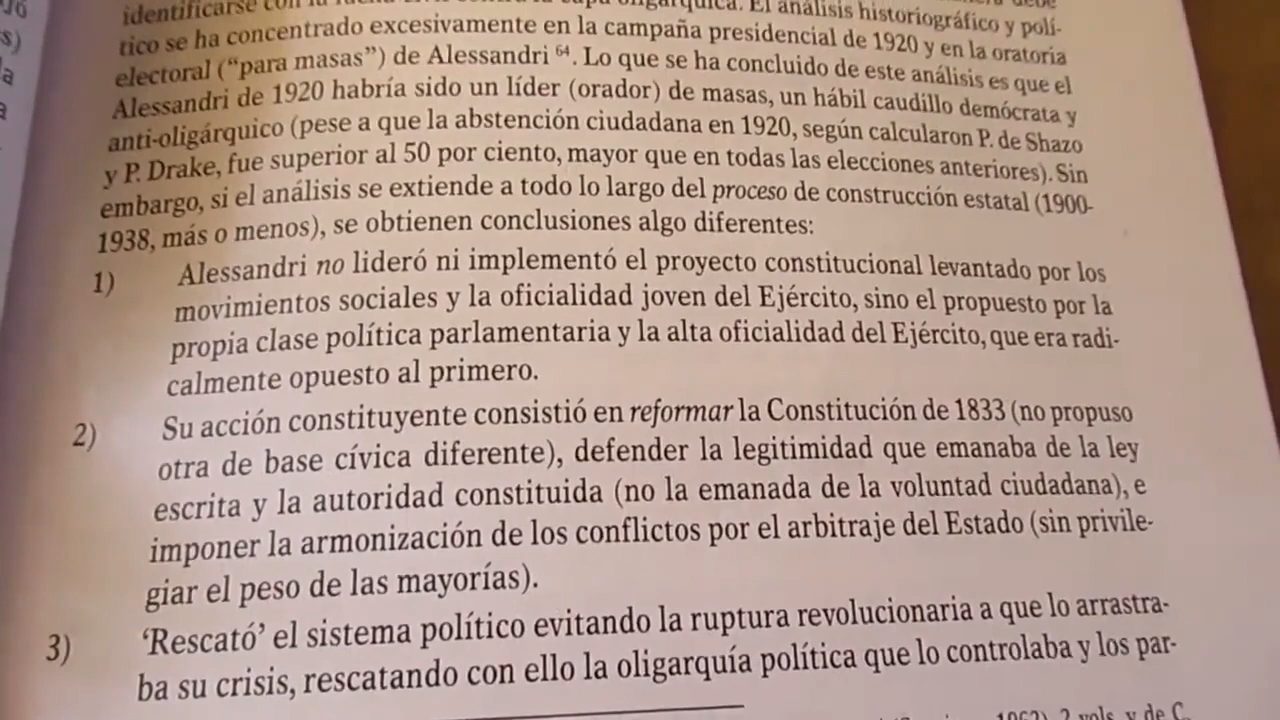 identificarse con la
oligárquica. El análisis historiográfico y polí-
tico se ha concentrado excesivamente en la campaña presidencial de 1920 y en la oratoria
electoral (“para masas”) de Alessandri 64. Lo que se ha concluido de este análisis es que el
Alessandri de 1920 habría sido un líder (orador) de masas, un hábil caudillo demócrata y
anti-oligárquico (pese a que la abstención ciudadana en 1920, según calcularon P. de Shazo
y P. Drake, fue superior al 50 por ciento, mayor que en todas las elecciones anteriores). Sin
embargo, si el análisis se extiende a todo lo largo del proceso de construcción estatal (1900-
1938, más o menos), se obtienen conclusiones algo diferentes:
1) Alessandri no lideró ni implementó el proyecto constitucional levantado por los
movimientos sociales y la oficialidad joven del Ejército, sino el propuesto por la
propia clase política parlamentaria y la alta oficialidad del Ejército, que era radi-
calmente opuesto al primero.
2) Su acción constituyente consistió en reformar la Constitución de 1833 (no propuso
otra de base cívica diferente), defender la legitimidad que emanaba de la ley
escrita y la autoridad constituida (no la emanada de la voluntad ciudadana), e
imponer la armonización de los conflictos por el arbitraje del Estado (sin privile-
giar el peso de las mayorías).
3) ‘Rescató’ el sistema político evitando la ruptura revolucionaria a que lo arrastra-
ba su crisis, rescatando con ello la oligarquía política que lo controlaba y los par-
2 vols. y de C.